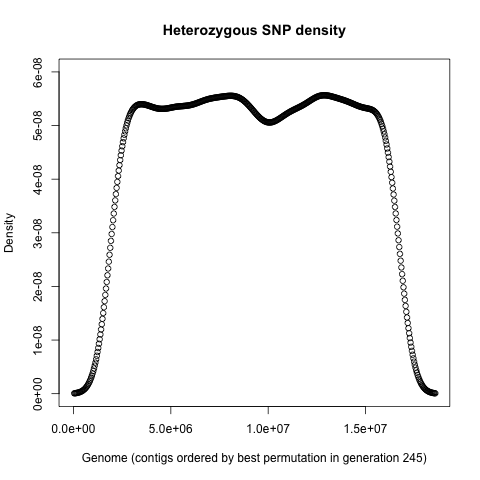 Heterozygous SNP density
6e-08
5e-08
4e-08
3e-08
2e-08
1e-08
0e+00
Density
0.0e+00 5.0e+06 1.0e+07 1.5e+07
Genome (contigs ordered by best permutation in generation 245)